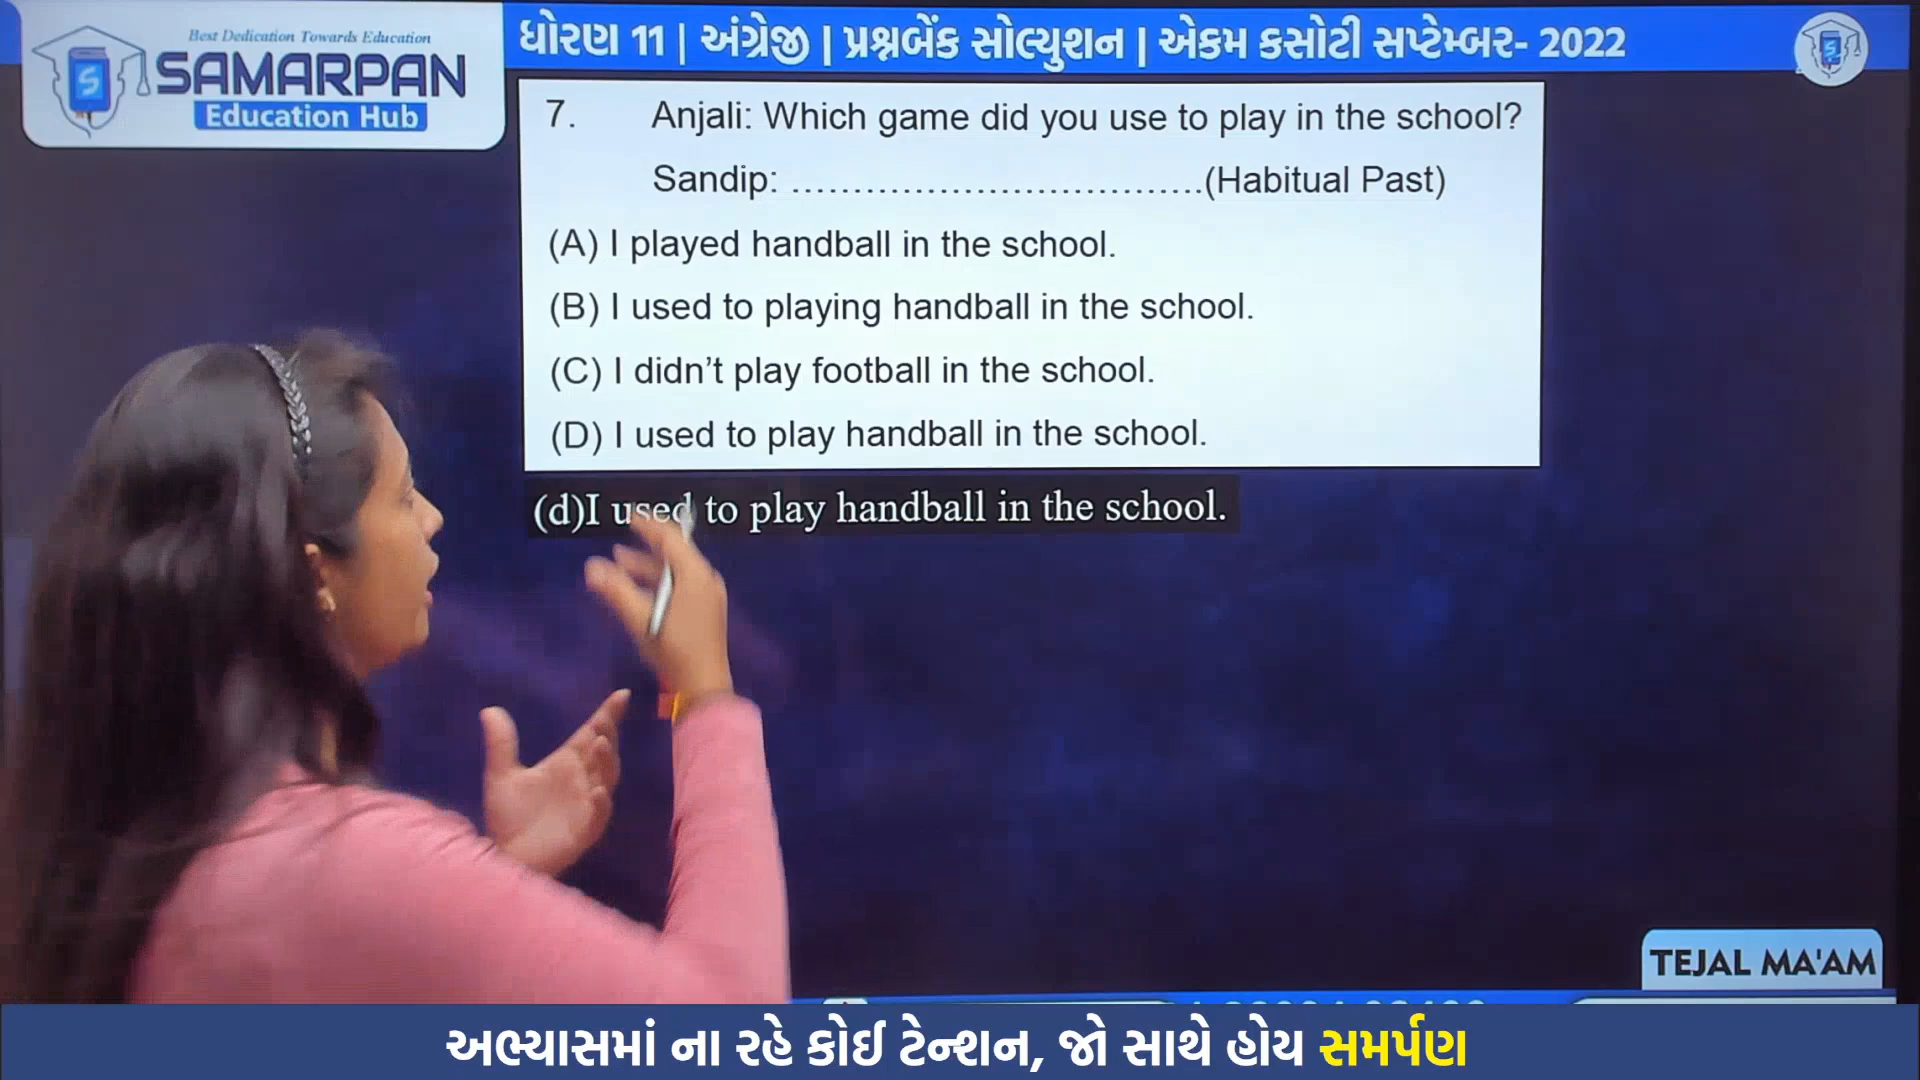 Best Dedication Towards Education
SAMARPAN
Education Hub
ધોરણ 11 | અંગ્રેજી | પ્રશ્નબેંક સોલ્યુશન | એકમ કસોટી સપ્ટેમ્બર- 2022
7. Anjali: Which game did you use to play in the school?
Sandip: ..................................(Habitual Past)
(A) I played handball in the school.
(B) I used to playing handball in the school.
(C) I didn’t play football in the school.
(D) I used to play handball in the school.
(d)I used to play handball in the school.
TEJAL MA'AM
અભ્યાસમાં ના રહે કોઈ ટેન્શન, જો સાથે હોય સમર્પણ